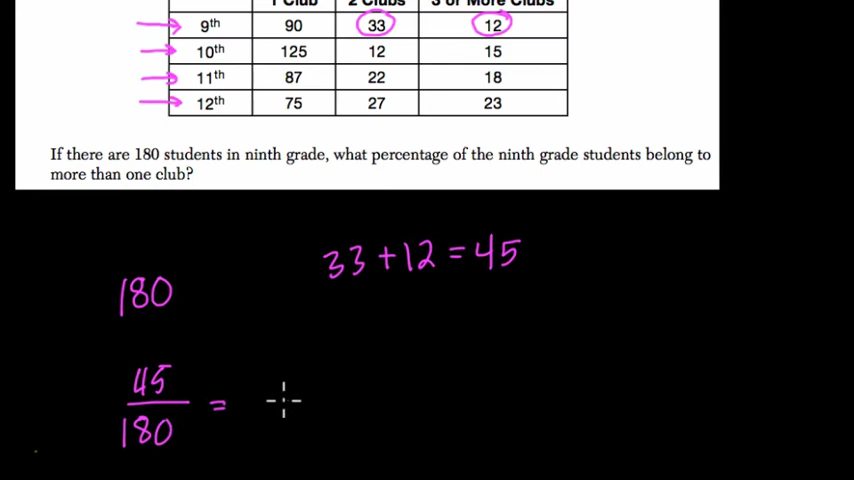 1 Club 2 Clubs 3 or More Clubs
9th 90 33 12
10th 125 12 15
11th 87 22 18
12th 75 27 23
If there are 180 students in ninth grade, what percentage of the ninth grade students belong to
more than one club?
33 + 12 = 45
180
45
180 =